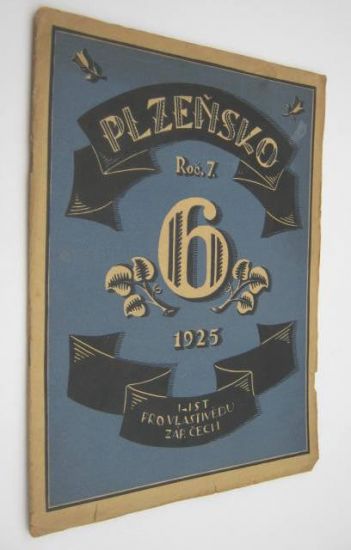 PLZEŇSKO
Roč. 7.
6
1925
LIST
PRO VLASTIVĚDU
ZÁP. ČECH